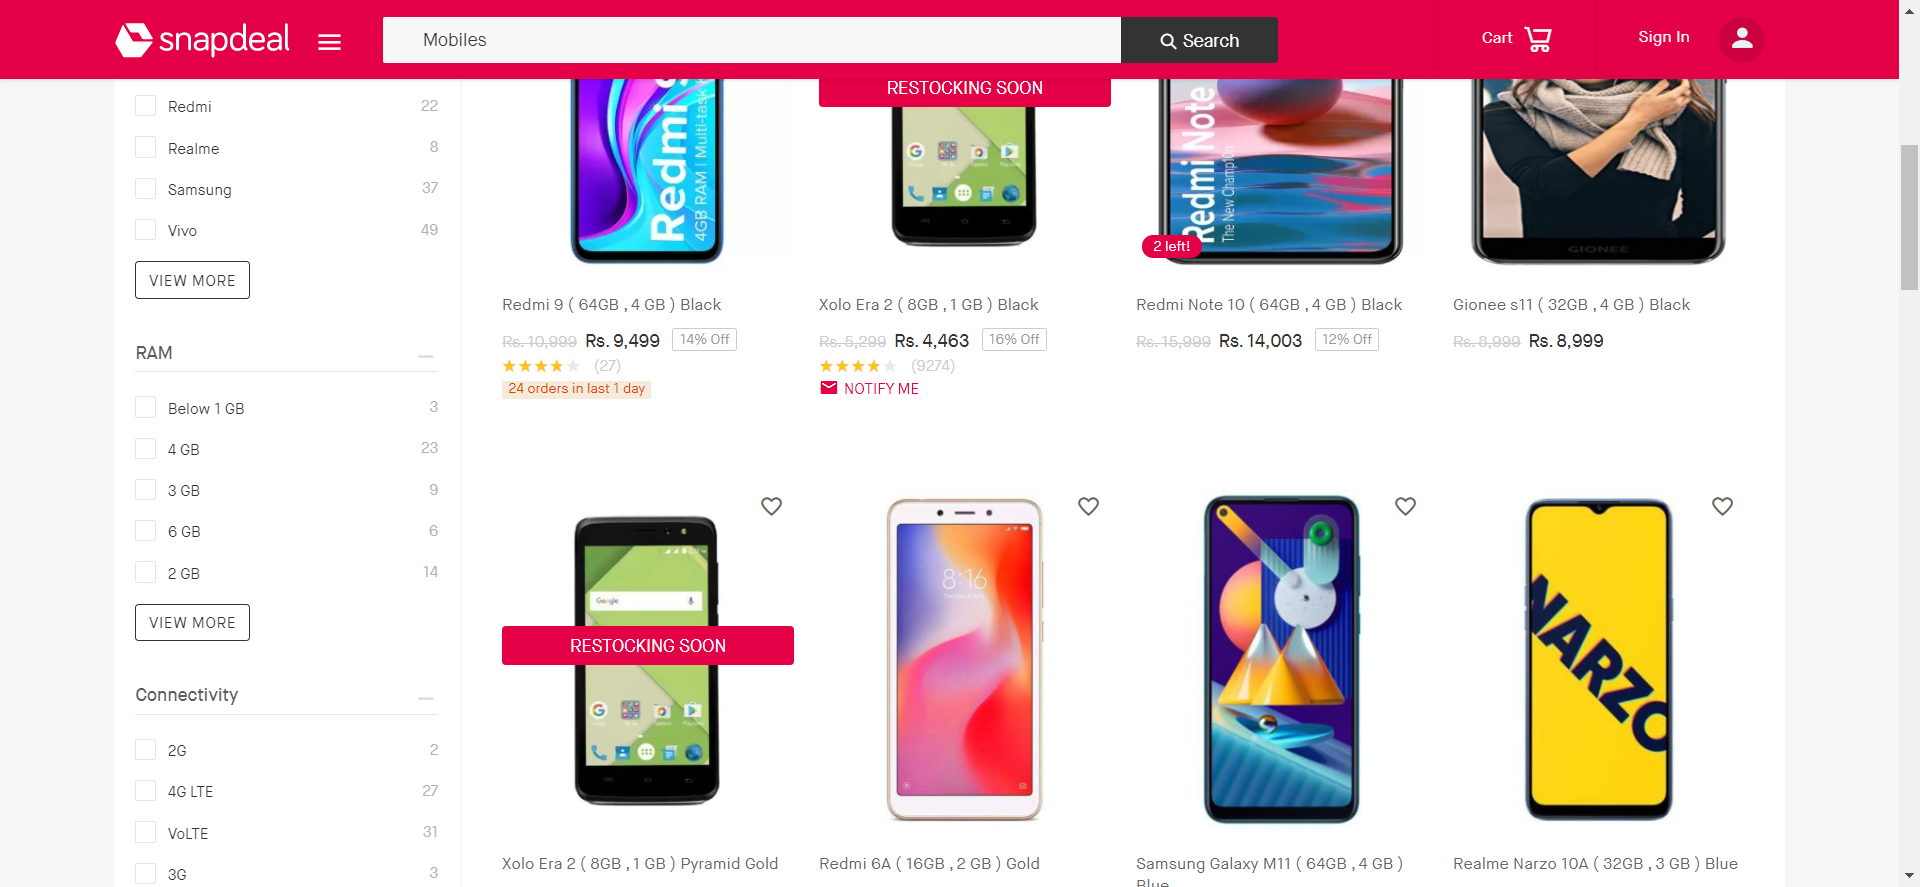 snapdeal
Mobiles
Search
Cart
Sign In
Redmi 22
Realme 8
Samsung 37
Vivo 49
VIEW MORE
RAM
Below 1 GB 3
4 GB 23
3 GB 9
6 GB 6
2 GB 14
VIEW MORE
Connectivity
2G 2
4G LTE 27
VoLTE 31
3G 3
Redmi 9
4GB RAM | Multi-task
RESTOCKING SOON
Redmi Note
The New Champ10n
2 left!
GIONEE
Redmi 9 ( 64GB , 4 GB ) Black
Rs. 10,999 Rs. 9,499 14% Off
(27)
24 orders in last 1 day
Xolo Era 2 ( 8GB , 1 GB ) Black
Rs. 5,299 Rs. 4,463 16% Off
(9274)
NOTIFY ME
Redmi Note 10 ( 64GB , 4 GB ) Black
Rs. 15,999 Rs. 14,003 12% Off
Gionee s11 ( 32GB , 4 GB ) Black
Rs. 8,999 Rs. 8,999
Google
RESTOCKING SOON
8:16
NARZO
Xolo Era 2 ( 8GB , 1 GB ) Pyramid Gold
Redmi 6A ( 16GB , 2 GB ) Gold
Samsung Galaxy M11 ( 64GB , 4 GB )
Blue
Realme Narzo 10A ( 32GB , 3 GB ) Blue